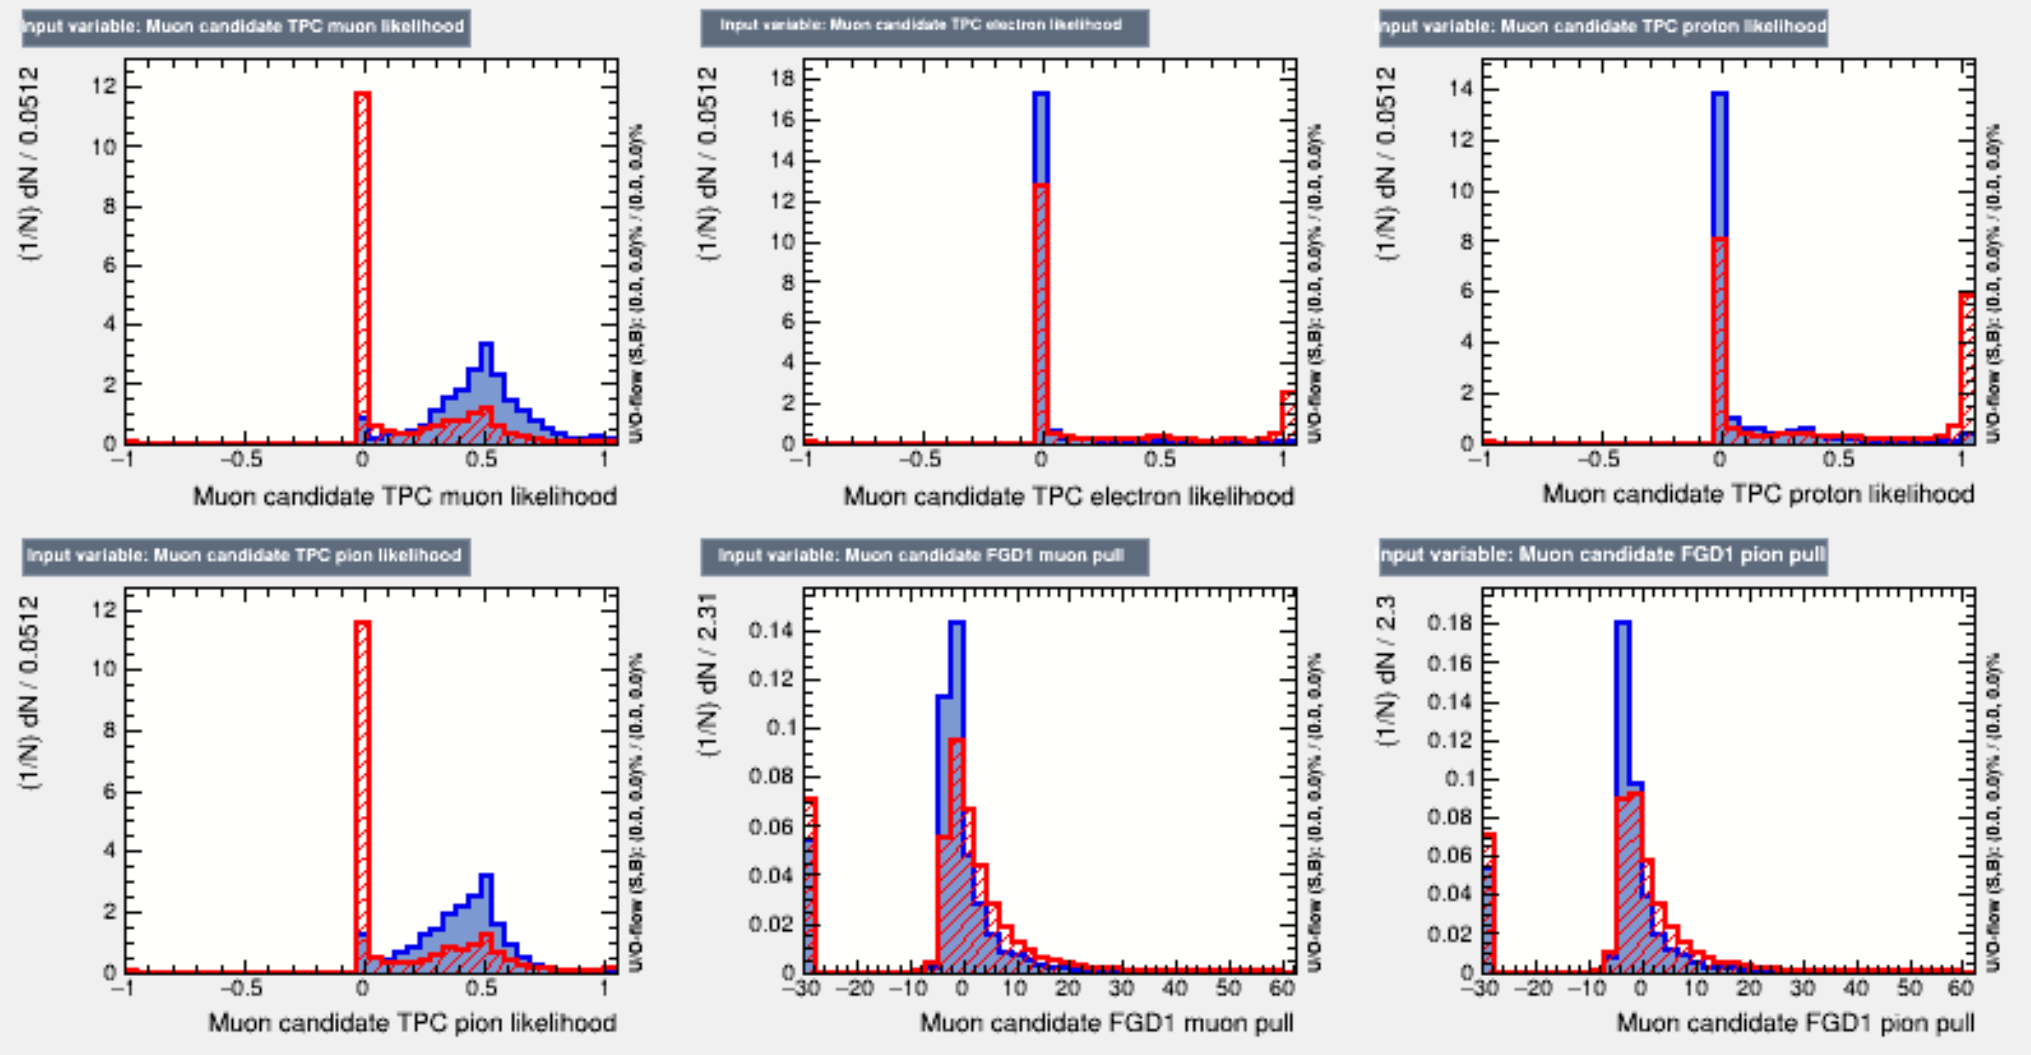 nput variable: Muon candidate TPC muon likelihood
12
10
8
6
4
2
0
(1/N) dN / 0.0512
−1 −0.5 0 0.5 1
Muon candidate TPC muon likelihood
U/O-flow (S,B): (0.0, 0.0)% / (0.0, 0.0)%
Input variable: Muon candidate TPC electron likelihood
18
16
14
12
10
8
6
4
2
0
(1/N) dN / 0.0512
−1 −0.5 0 0.5 1
Muon candidate TPC electron likelihood
U/O-flow (S,B): (0.0, 0.0)% / (0.0, 0.0)%
nput variable: Muon candidate TPC proton likelihood
14
12
10
8
6
4
2
0
(1/N) dN / 0.0512
−1 −0.5 0 0.5 1
Muon candidate TPC proton likelihood
U/O-flow (S,B): (0.0, 0.0)% / (0.0, 0.0)%
Input variable: Muon candidate TPC pion likelihood
12
10
8
6
4
2
0
(1/N) dN / 0.0512
−1 −0.5 0 0.5 1
Muon candidate TPC pion likelihood
U/O-flow (S,B): (0.0, 0.0)% / (0.0, 0.0)%
Input variable: Muon candidate FGD1 muon pull
0.14
0.12
0.1
0.08
0.06
0.04
0.02
0
(1/N) dN / 2.31
−30 −20 −10 0 10 20 30 40 50 60
Muon candidate FGD1 muon pull
U/O-flow (S,B): (0.0, 0.0)% / (0.0, 0.0)%
nput variable: Muon candidate FGD1 pion pull
0.18
0.16
0.14
0.12
0.1
0.08
0.06
0.04
0.02
0
(1/N) dN / 2.3
−30 −20 −10 0 10 20 30 40 50 60
Muon candidate FGD1 pion pull
U/O-flow (S,B): (0.0, 0.0)% / (0.0, 0.0)%